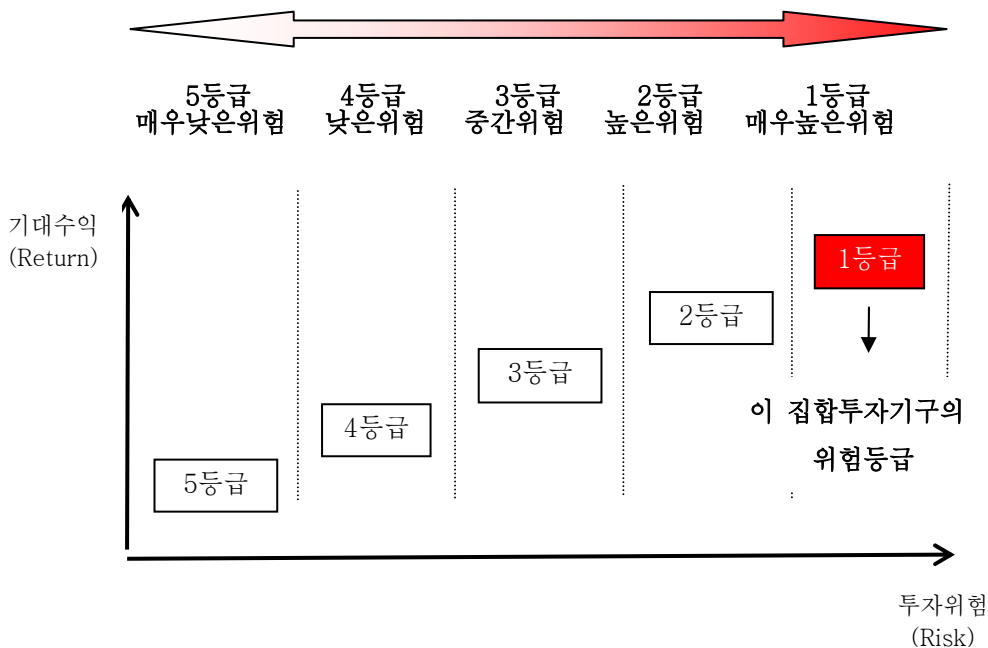 5등급 4등급 3등급 2등급 1등급
매우낮은위험 낮은위험 중간위험 높은위험 매우높은위험
기대수익
(Return)
1등급
2등급
3등급
4등급
5등급
이 집합투자기구의
위험등급
투자위험
(Risk)